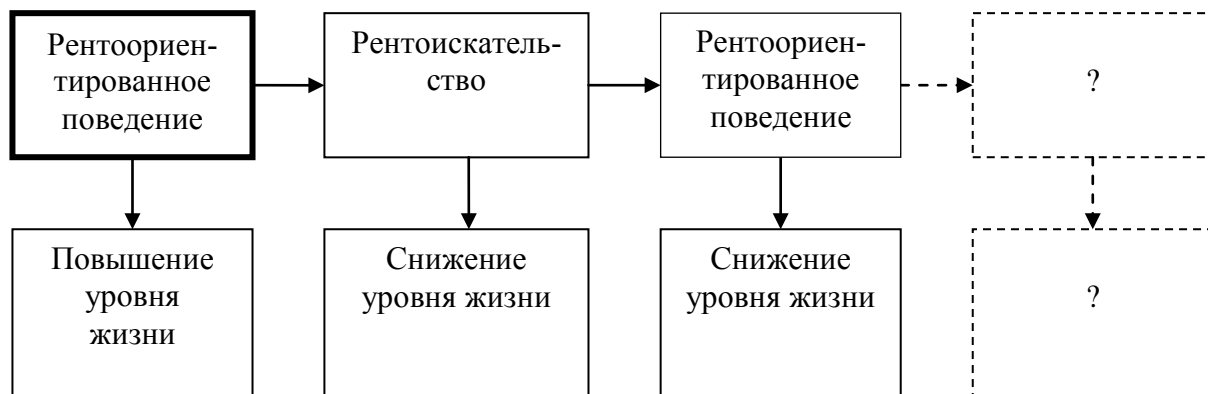 Рентоориен-
тированное
поведение
Рентоискатель-
ство
Рентоориен-
тированное
поведение
?
Повышение
уровня
жизни
Снижение
уровня жизни
Снижение
уровня жизни
?